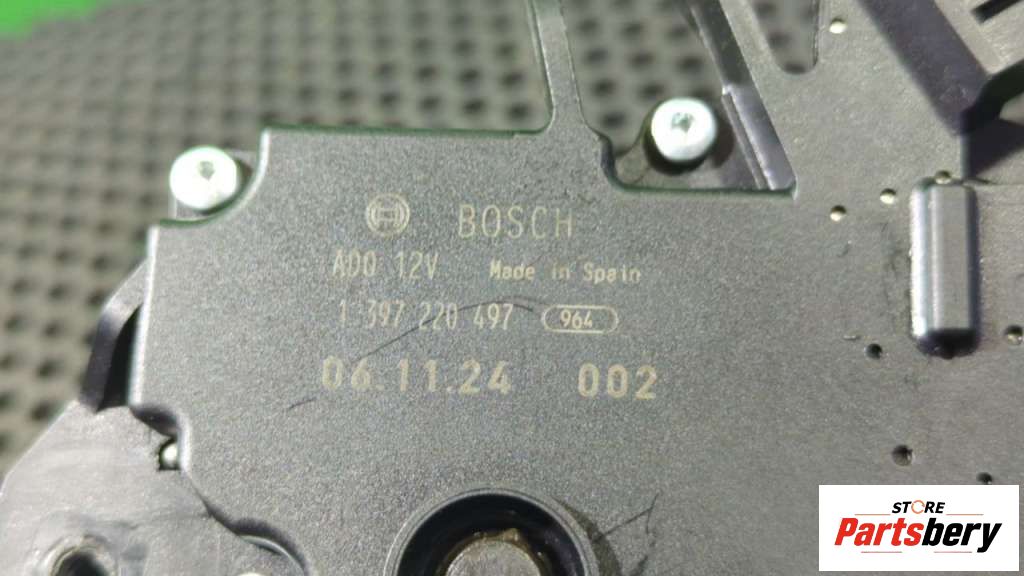 BOSCH
ADO 12V Made in Spain
1 397 220 497 964
06.11.24 002
STORE
Partsbery